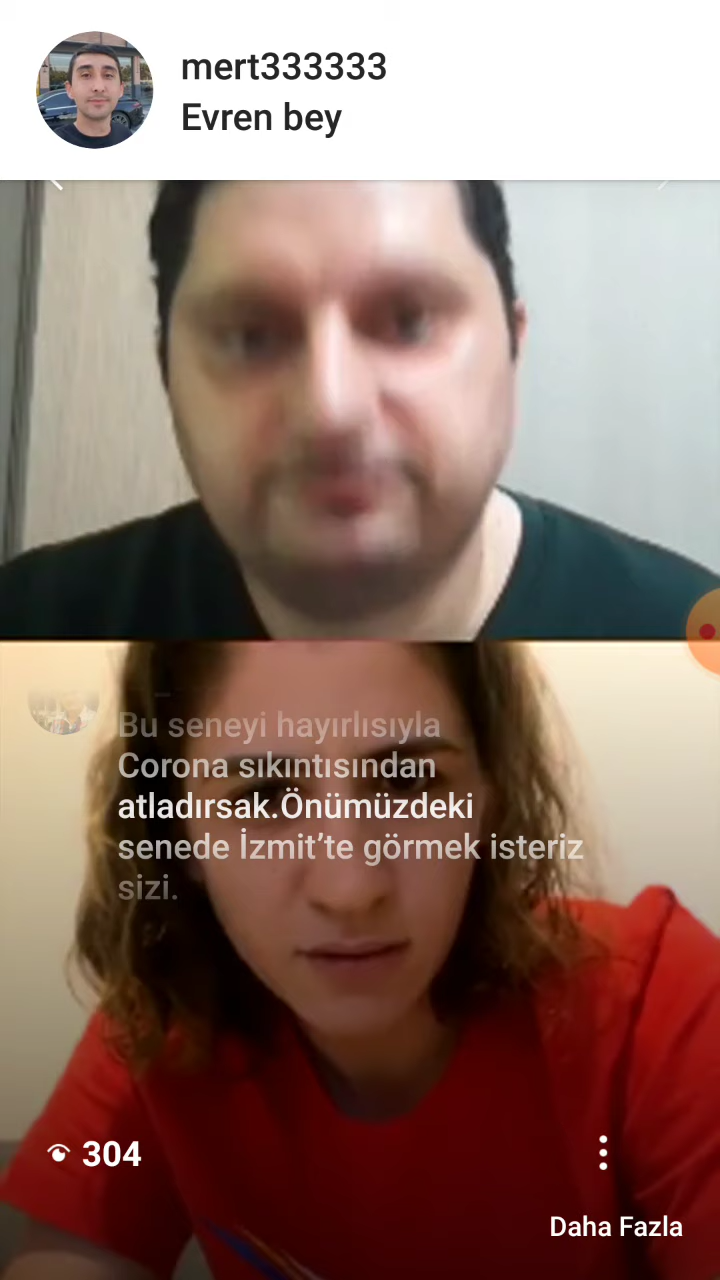 mert333333
Evren bey
Bu seneyi hayırlısıyla
Corona sıkıntısından
atladırsak.Önümüzdeki
senede İzmit’te görmek isteriz
sizi.
304
Daha Fazla